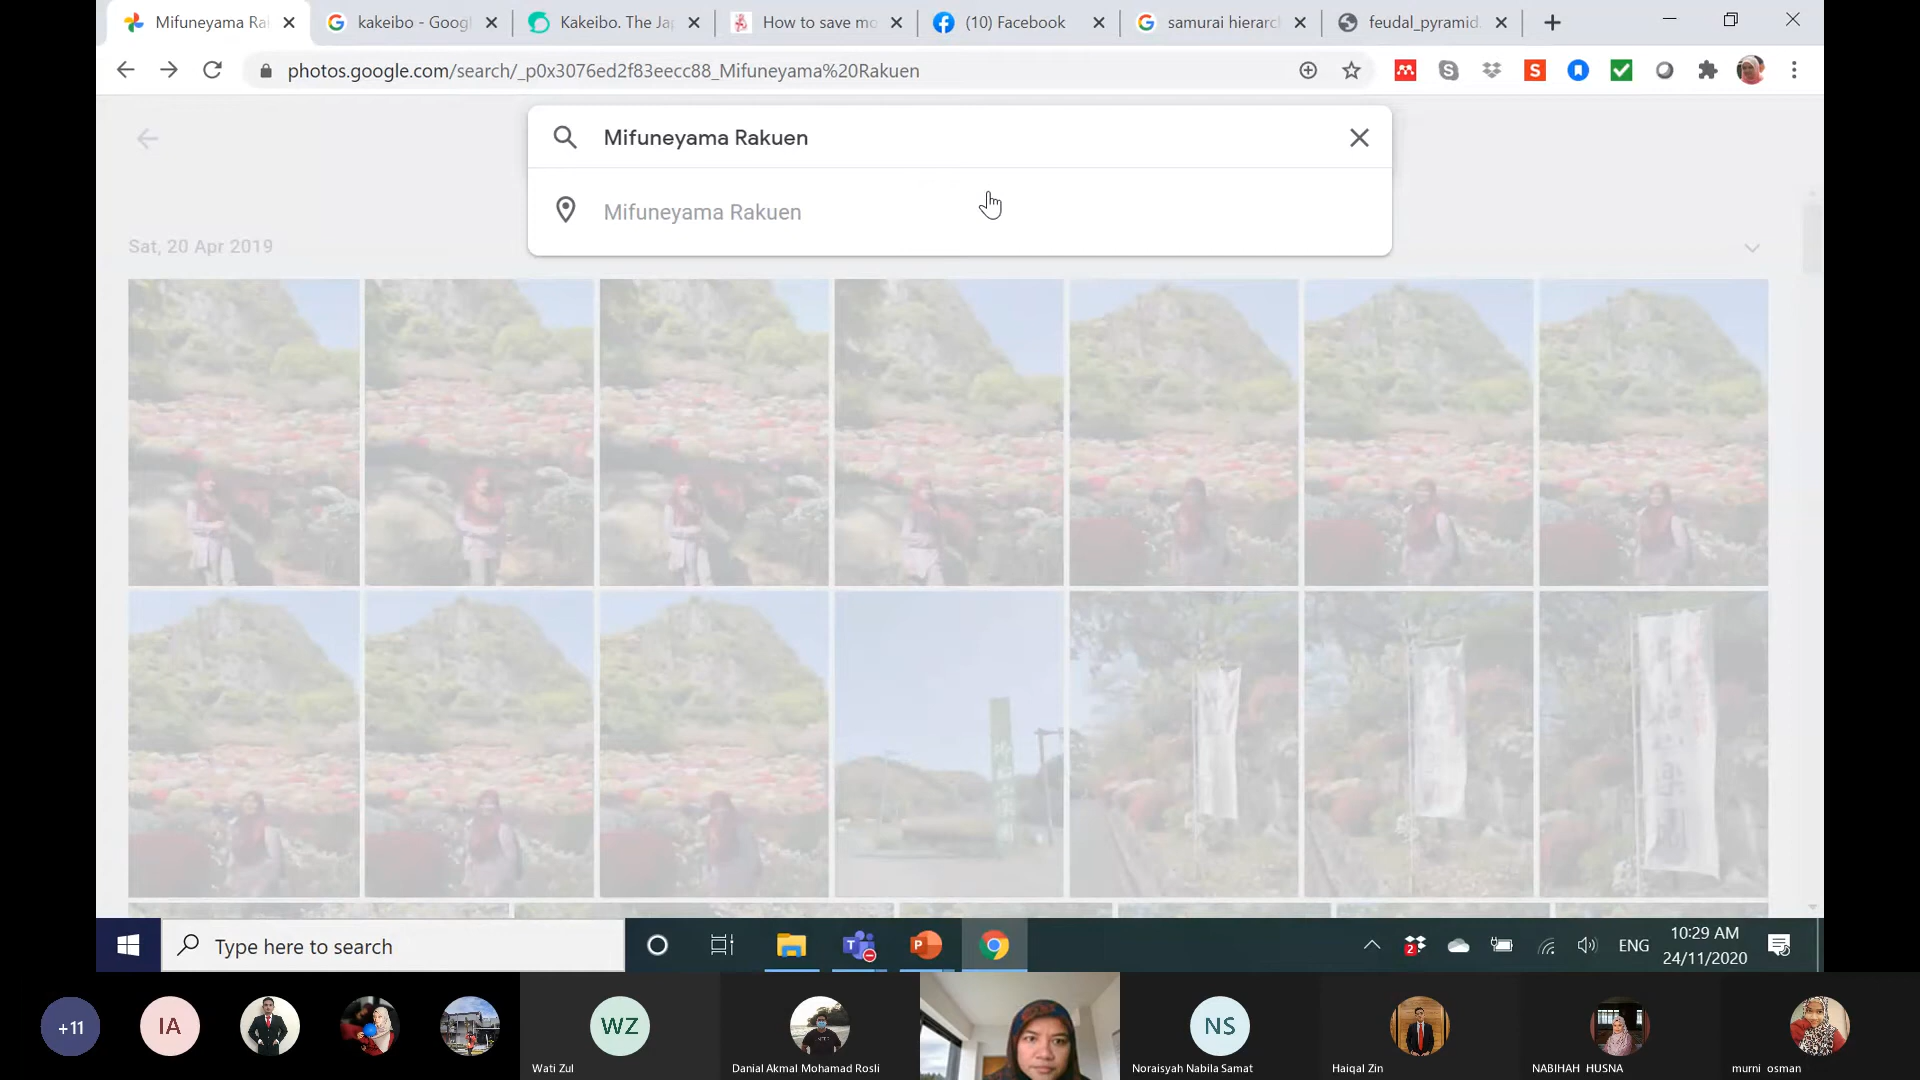 Mifuneyama Ra
kakeibo - Goog
Kakeibo. The Ja
How to save mo
(10) Facebook
samurai hierarc
feudal_pyramid.
photos.google.com/search/_p0x3076ed2f83eecc88_Mifuneyama%20Rakuen
Mifuneyama Rakuen
Mifuneyama Rakuen
Sat, 20 Apr 2019
Type here to search
2
ENG
10:29 AM
24/11/2020
+11
IA
WZ
NS
Wati Zul
Danial Akmal Mohamad Rosli
Noraisyah Nabila Samat
Haiqal Zin
NABIHAH HUSNA
murni osman